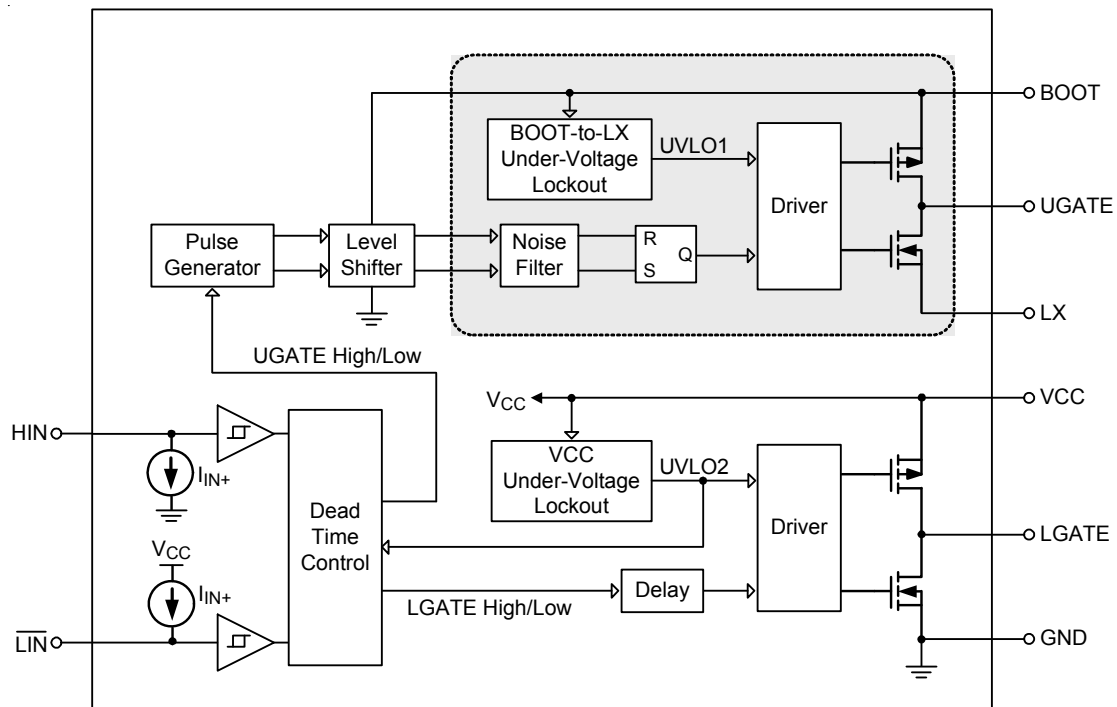 BOOT
BOOT-to-LX
Under-Voltage
Lockout
UVLO1
Driver
UGATE
Pulse
Generator
Level
Shifter
Noise
Filter
R
S
Q
LX
UGATE High/Low
VCC
VCC
HIN
IIN+
VCC
Under-Voltage
Lockout
UVLO2
Dead
Time
Control
Driver
LGATE
VCC
IIN+
LGATE High/Low
Delay
LIN
GND